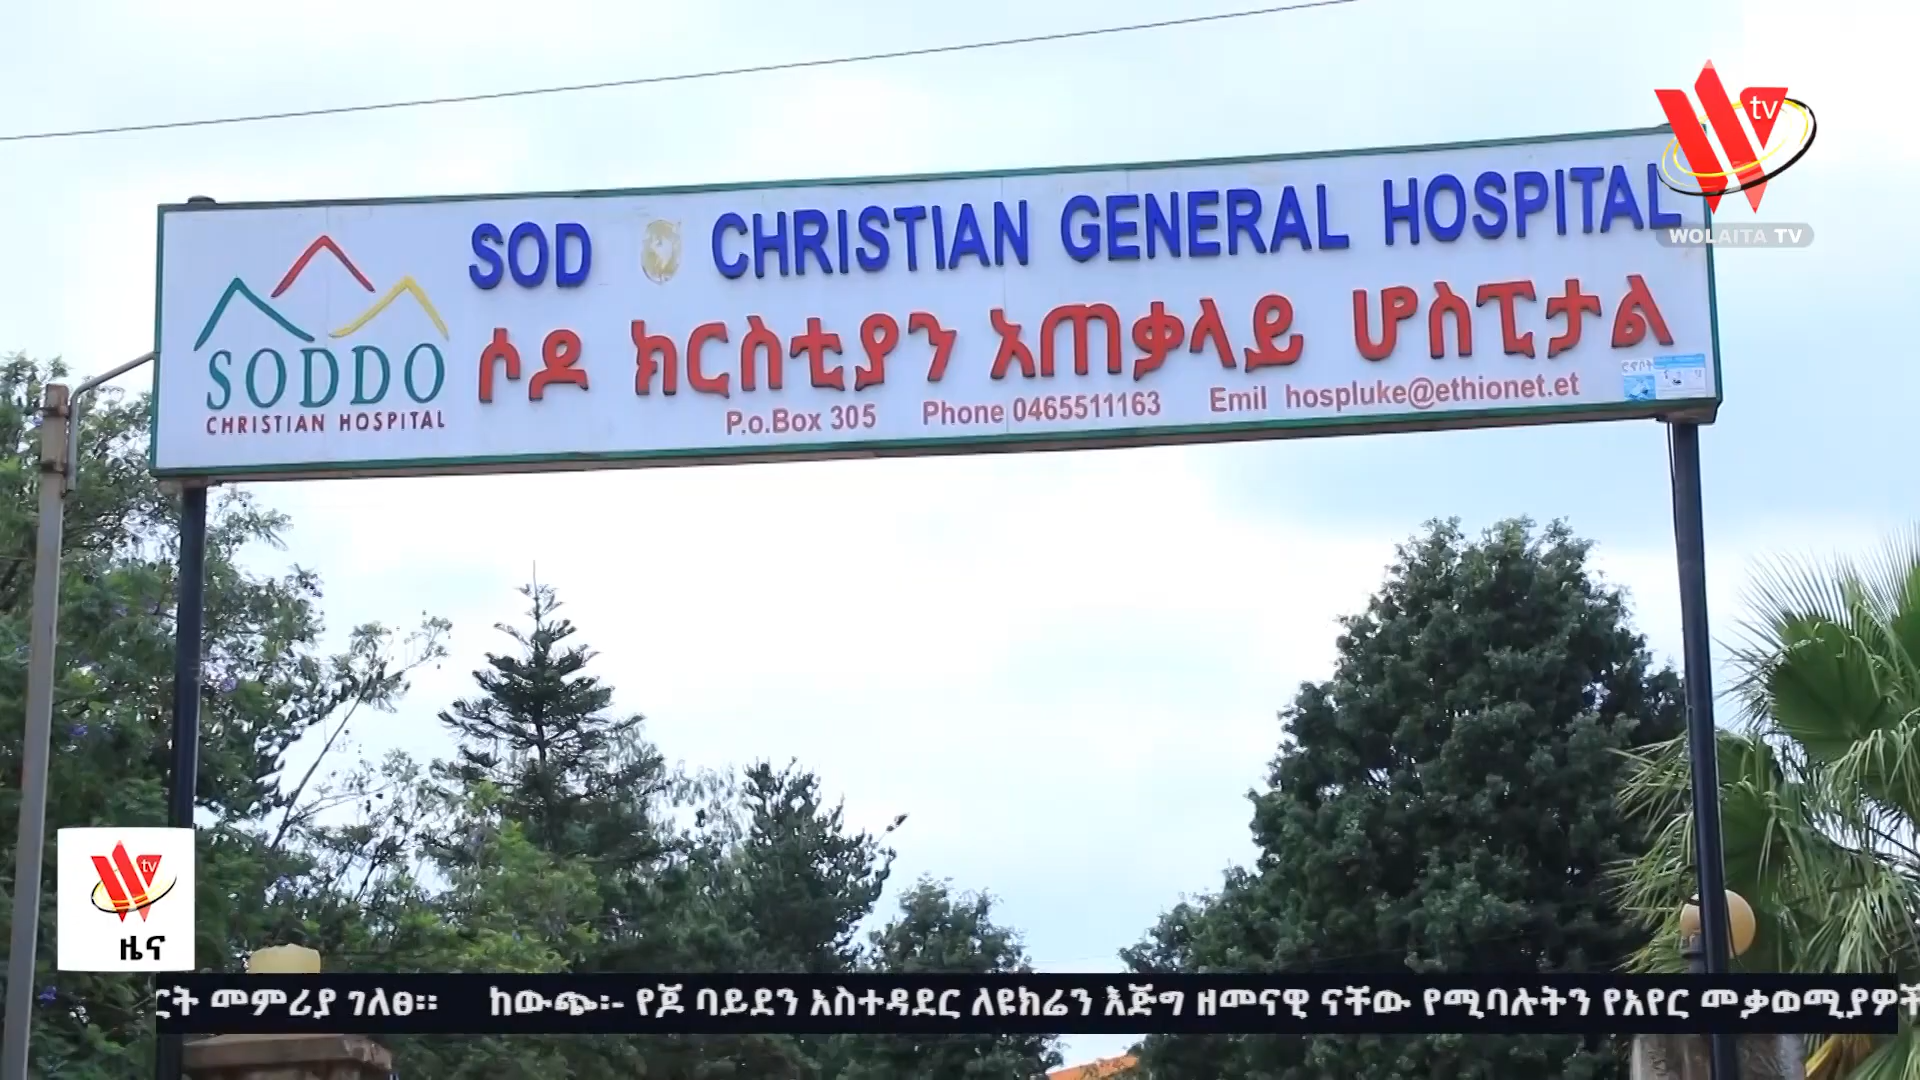 tv
WOLAITA TV
SOD CHRISTIAN GENERAL HOSPITAL
ሶዶ ክርስቲያን አጠቃላይ ሆስፒታል
P.o.Box 305 Phone 0465511163 Emil hospluke@ethionet.et
SODDO
CHRISTIAN HOSPITAL
tv
ዜና
ርት መምሪያ ገለፀ። ከውጭ፡- የጆ ባይደን አስተዳደር ለዩክሬን እጅግ ዘመናዊ ናቸው የሚባሉትን የአየር መቃወሚያዎች